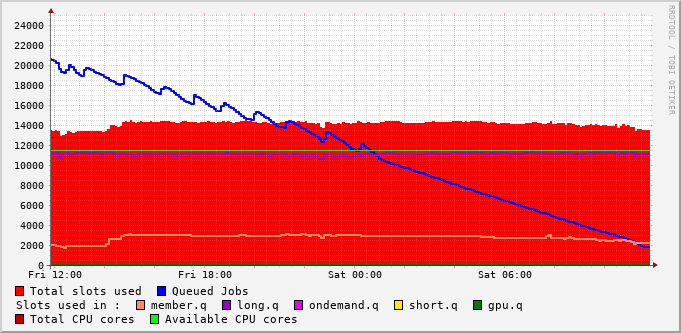 24000
22000
20000
18000
16000
14000
12000
10000
8000
6000
4000
2000
0
Fri 12:00 Fri 18:00 Sat 00:00 Sat 06:00
Total slots used Queued Jobs
Slots used in : member.q long.q ondemand.q short.q gpu.q
Total CPU cores Available CPU cores
RRDTOOL / TOBI OETIKER